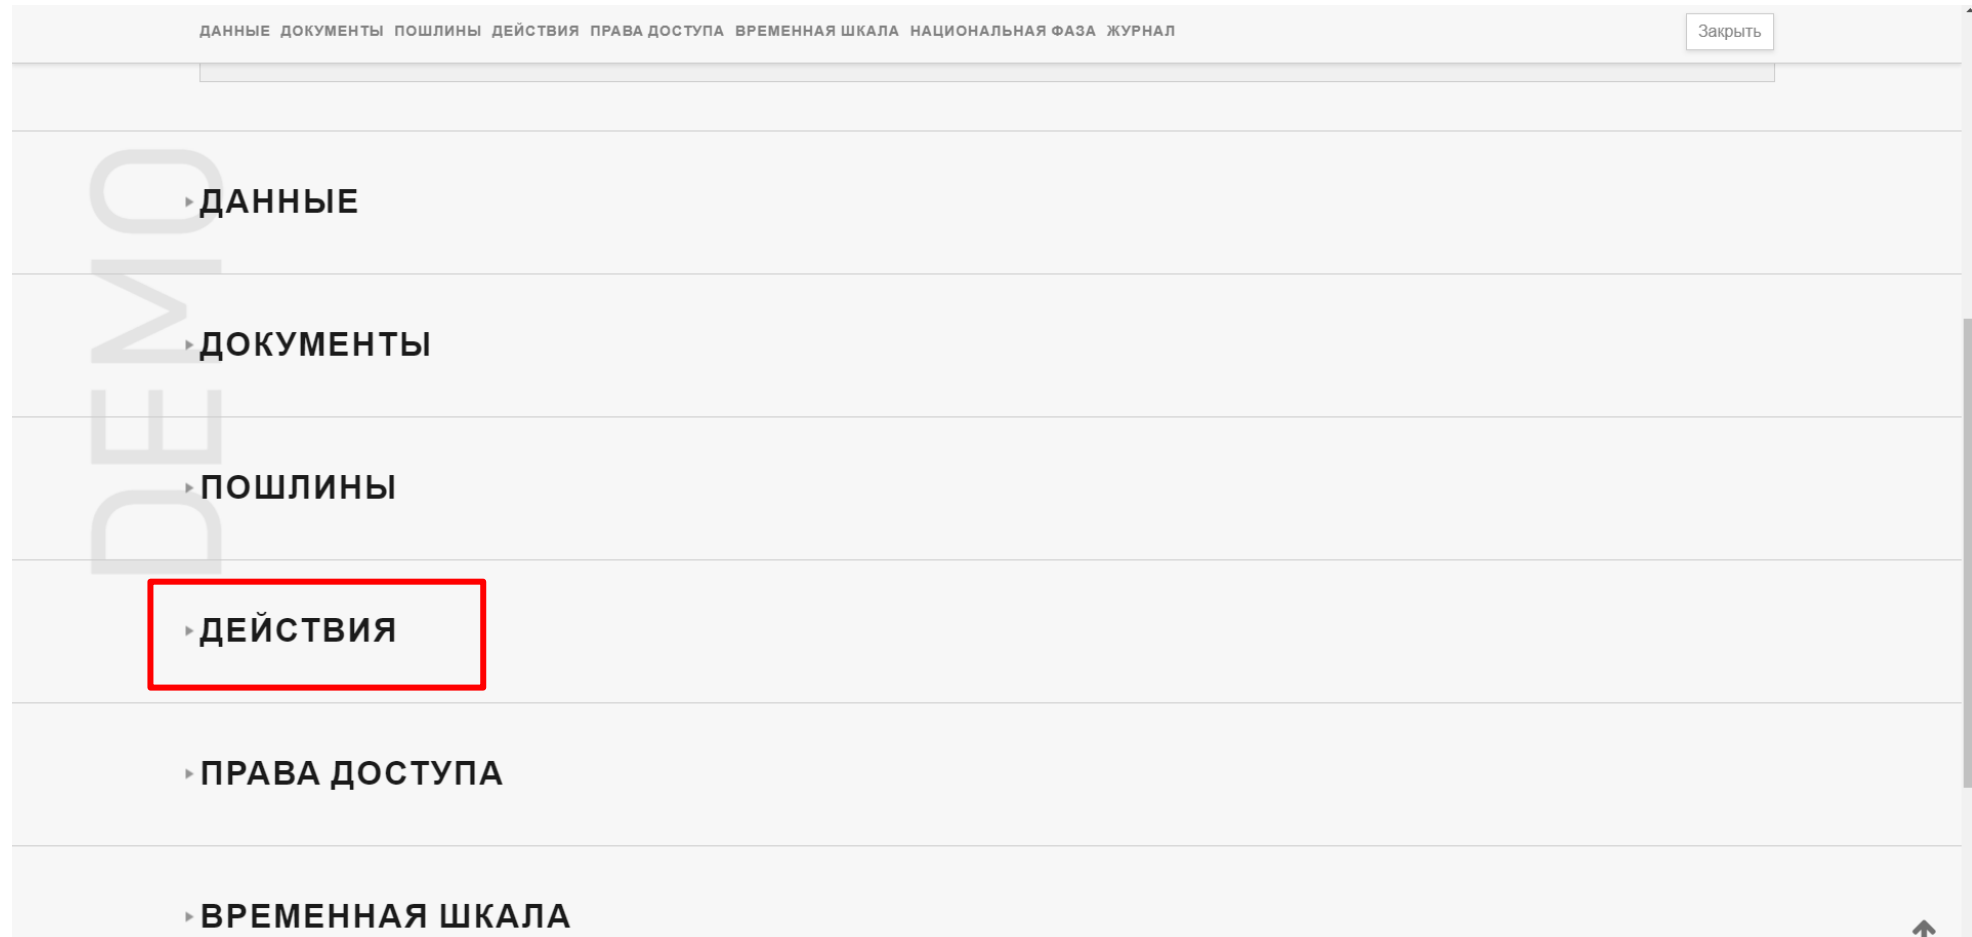 ДАННЫЕ ДОКУМЕНТЫ ПОШЛИНЫ ДЕЙСТВИЯ ПРАВА ДОСТУПА ВРЕМЕННАЯ ШКАЛА НАЦИОНАЛЬНАЯ ФАЗА ЖУРНАЛ Закрыть
DEMO
ДАННЫЕ
ДОКУМЕНТЫ
ПОШЛИНЫ
ДЕЙСТВИЯ
ПРАВА ДОСТУПА
ВРЕМЕННАЯ ШКАЛА